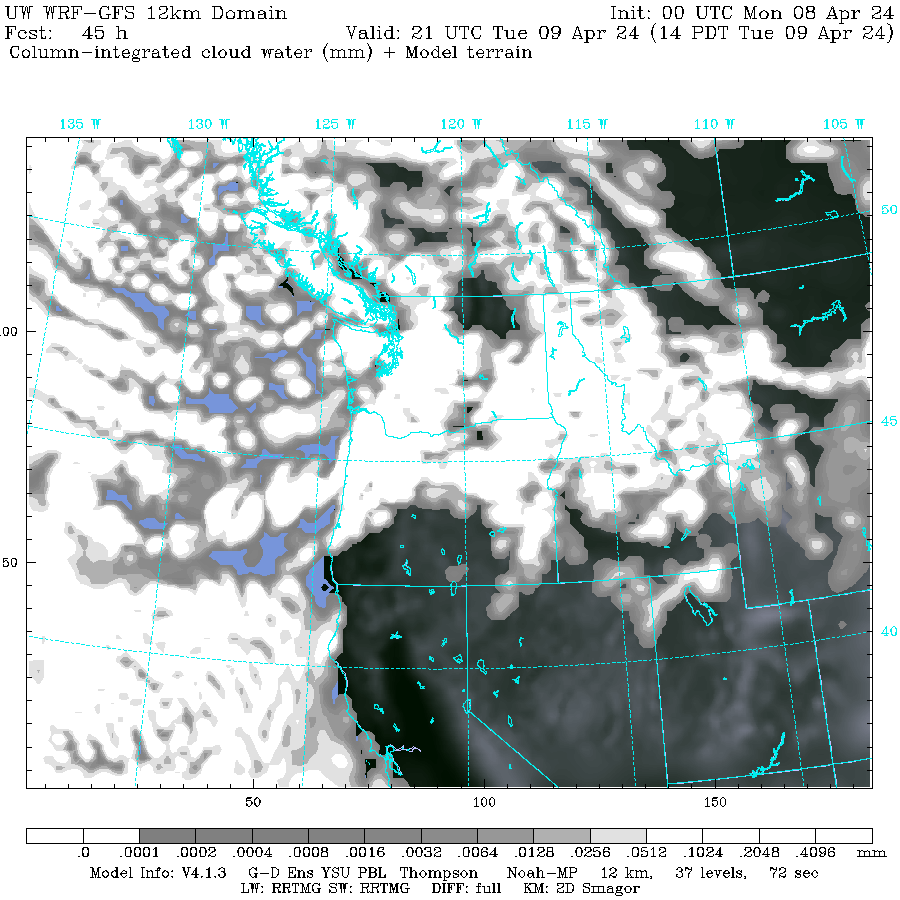 UW WRF-GFS 12km Domain Init: 00 UTC Mon 08 Apr 24
Fcst: 45 h Valid: 21 UTC Tue 09 Apr 24 (14 PDT Tue 09 Apr 24)
Column-integrated cloud water (mm) + Model terrain
135 W 130 W 125 W 120 W 115 W 110 W 105 W
50
100
45
50
40
50 100 150
.0 .0001 .0002 .0004 .0008 .0016 .0032 .0064 .0128 .0256 .0512 .1024 .2048 .4096 mm
Model Info: V4.1.3 G-D Ens YSU PBL Thompson Noah-MP 12 km, 37 levels, 72 sec
LW: RRTMG SW: RRTMG DIFF: full KM: 2D Smagor